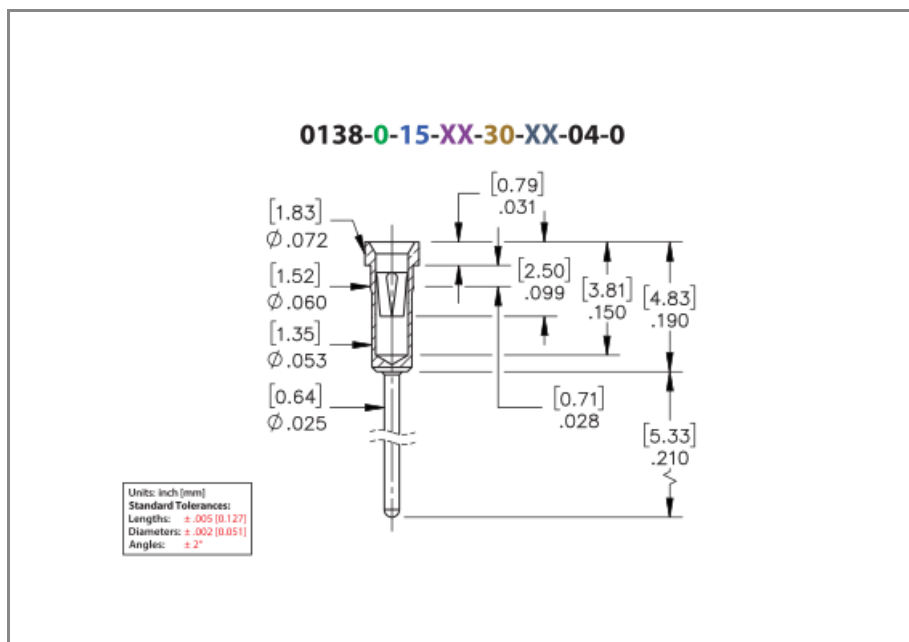 0138-0-15-XX-30-XX-04-0
[0.79]
.031
[1.83]
Ø.072
[1.52]
Ø.060
[2.50]
.099
[3.81]
.150
[4.83]
.190
[1.35]
Ø.053
[0.64]
Ø.025
[0.71]
.028
[5.33]
.210
Units: inch [mm]
Standard Tolerances:
Lengths: ± .005 [0.127]
Diameters: ± .002 [0.051]
Angles: ± 2°